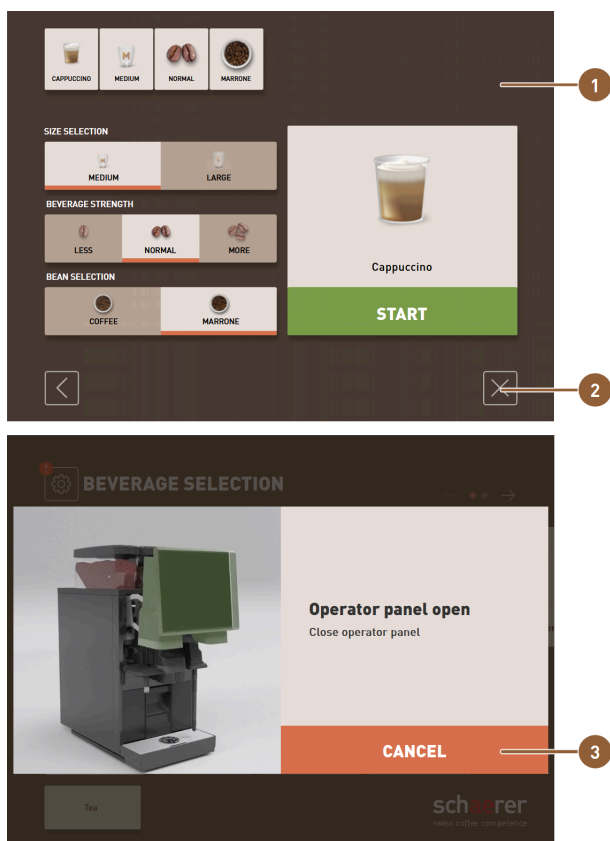 CAPPUCCINO MEDIUM NORMAL MARRONE
1
SIZE SELECTION
MEDIUM LARGE
BEVERAGE STRENGTH
LESS NORMAL MORE
BEAN SELECTION
COFFEE MARRONE
Cappuccino
START
2
BEVERAGE SELECTION
Operator panel open
Close operator panel
CANCEL
3
Tea
schaerer
swiss coffee competence